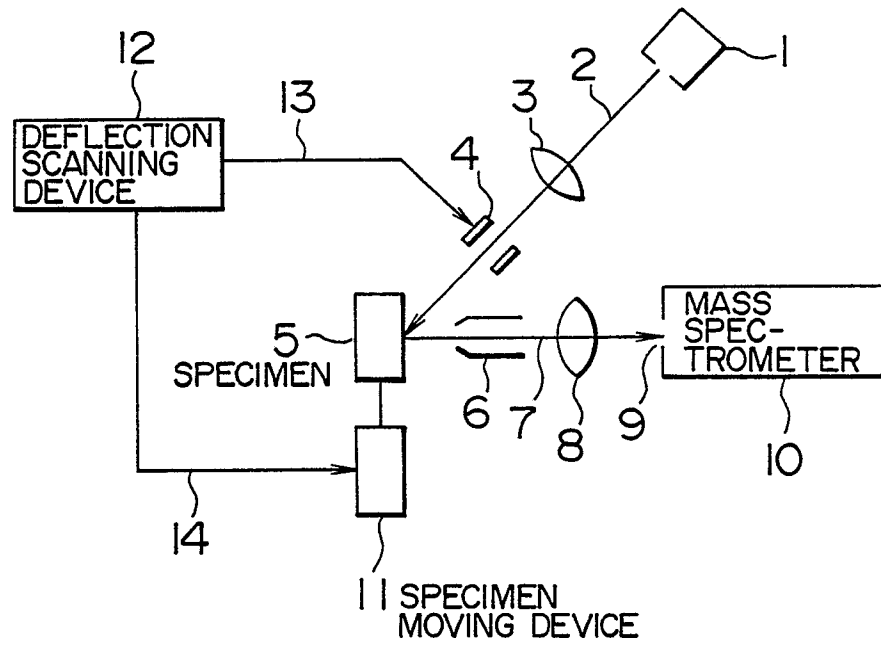 12
DEFLECTION
SCANNING
DEVICE
13
1
2
3
4
5
SPECIMEN
6
7
8
9
MASS
SPEC-
TROMETER
10
14
11 SPECIMEN
MOVING DEVICE